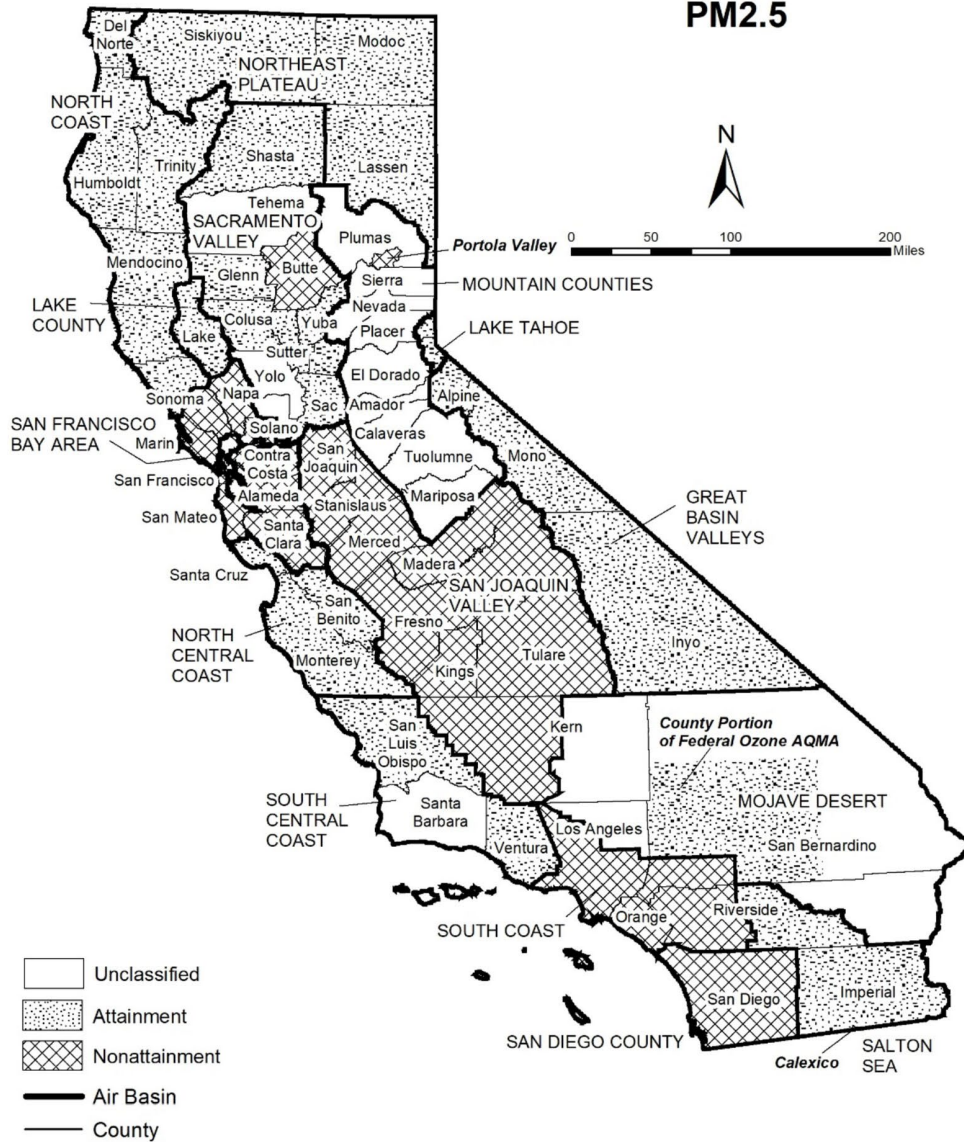 PM2.5
Del
Norte
Siskiyou
Modoc
NORTHEAST
PLATEAU
NORTH
COAST
Trinity
Shasta
Lassen
Humboldt
Tehema
SACRAMENTO
VALLEY
Plumas
Portola Valley
N
0 50 100 200
Miles
Mendocino
Glenn
Butte
Sierra
MOUNTAIN COUNTIES
Nevada
LAKE
COUNTY
Colusa
Yuba
Placer
LAKE TAHOE
Lake
Sutter
Yolo
El Dorado
Sonoma
Napa
Sac
Amador
Alpine
SAN FRANCISCO
BAY AREA
Solano
Marin
Calaveras
Contra
Costa
San
Joaquin
Tuolumne
Mono
San Francisco
Alameda
Stanislaus
Mariposa
San Mateo
Santa
Clara
Merced
GREAT
BASIN
VALLEYS
Madera
Santa Cruz
SAN JOAQUIN
VALLEY
San
Benito
Fresno
NORTH
CENTRAL
COAST
Monterey
Kings
Tulare
Inyo
San
Luis
Obispo
Kern
County Portion
of Federal Ozone AQMA
SOUTH
CENTRAL
COAST
Santa
Barbara
Ventura
Los Angeles
MOJAVE DESERT
San Bernardino
SOUTH COAST
Orange
Riverside
Unclassified
Attainment
Nonattainment
Air Basin
County
San Diego
Imperial
SAN DIEGO COUNTY
Calexico
SALTON
SEA